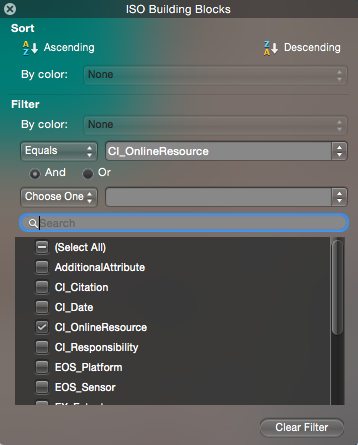 ISO Building Blocks
Sort
A Z Ascending
Z A Descending
By color: None
Filter
By color: None
Equals CI_OnlineResource
And Or
Choose One
Search
(Select All)
AdditionalAttribute
CI_Citation
CI_Date
CI_OnlineResource
CI_Responsibility
EOS_Platform
EOS_Sensor
Clear Filter